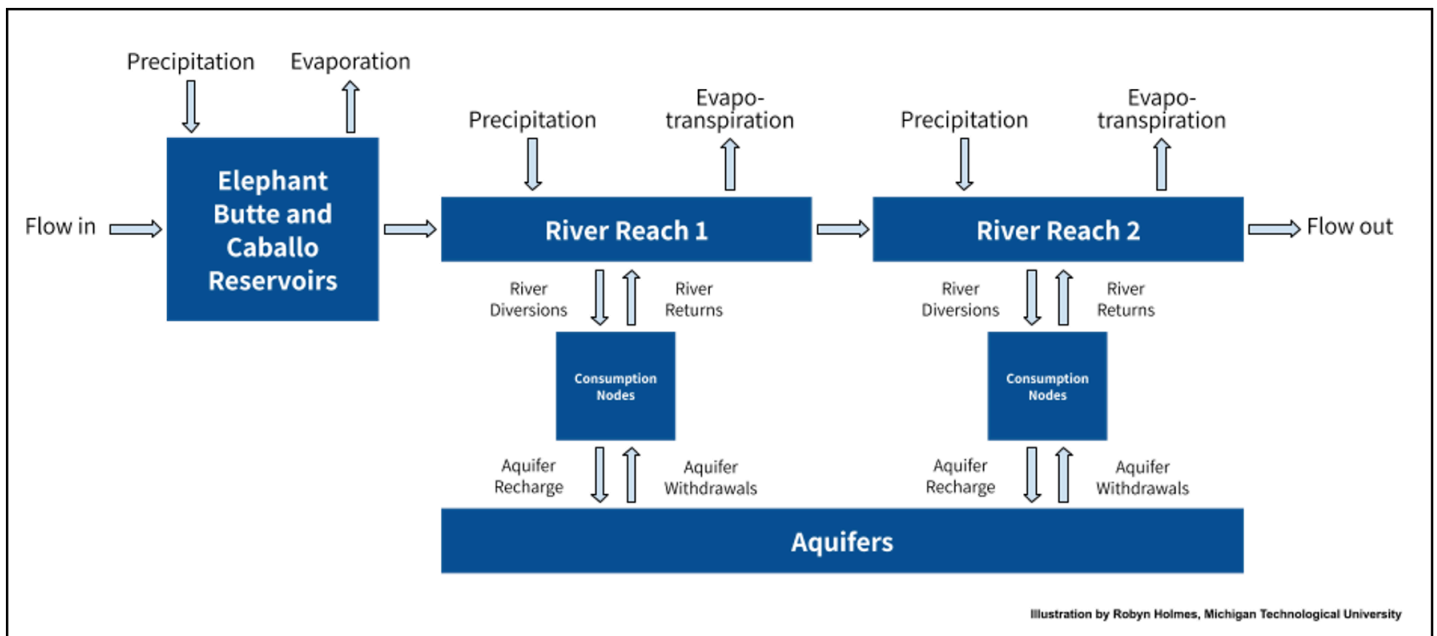 Precipitation
Evaporation
Elephant
Butte and
Caballo
Reservoirs
Flow in
Precipitation
Evapo-
transpiration
River Reach 1
Precipitation
Evapo-
transpiration
River Reach 2
Flow out
River
Diversions
River
Returns
River
Diversions
River
Returns
Consumption
Nodes
Consumption
Nodes
Aquifer
Recharge
Aquifer
Withdrawals
Aquifer
Recharge
Aquifer
Withdrawals
Aquifers
Illustration by Robyn Holmes, Michigan Technological University